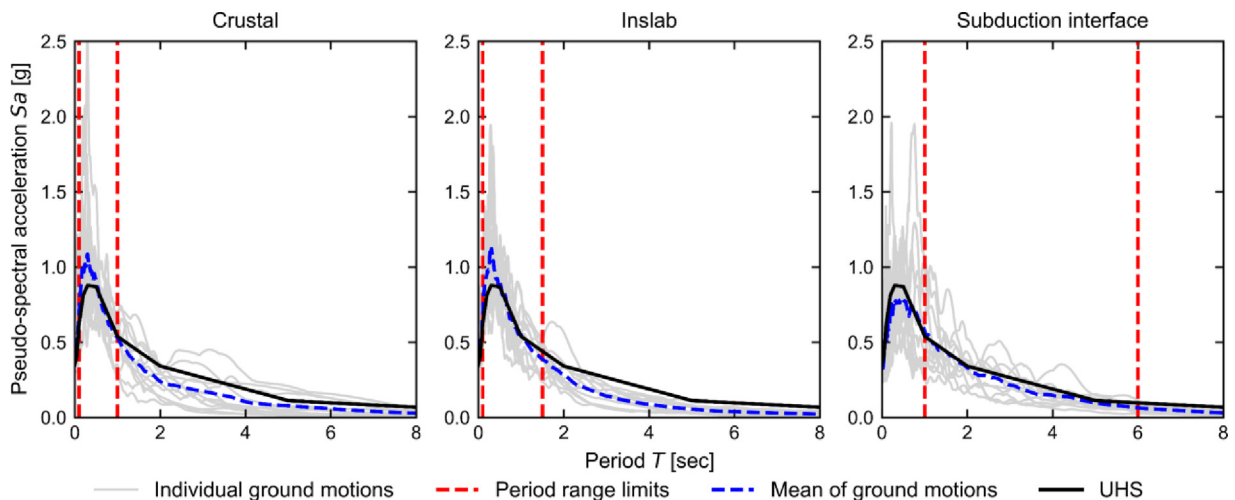 Crustal
Inslab
Subduction interface
Pseudo-spectral acceleration Sa [g]
2.5
2.0
1.5
1.0
0.5
0.0
0 2 4 6 8
2.5
2.0
1.5
1.0
0.5
0.0
0 2 4 6 8
2.5
2.0
1.5
1.0
0.5
0.0
0 2 4 6 8
Period T [sec]
Individual ground motions Period range limits Mean of ground motions UHS